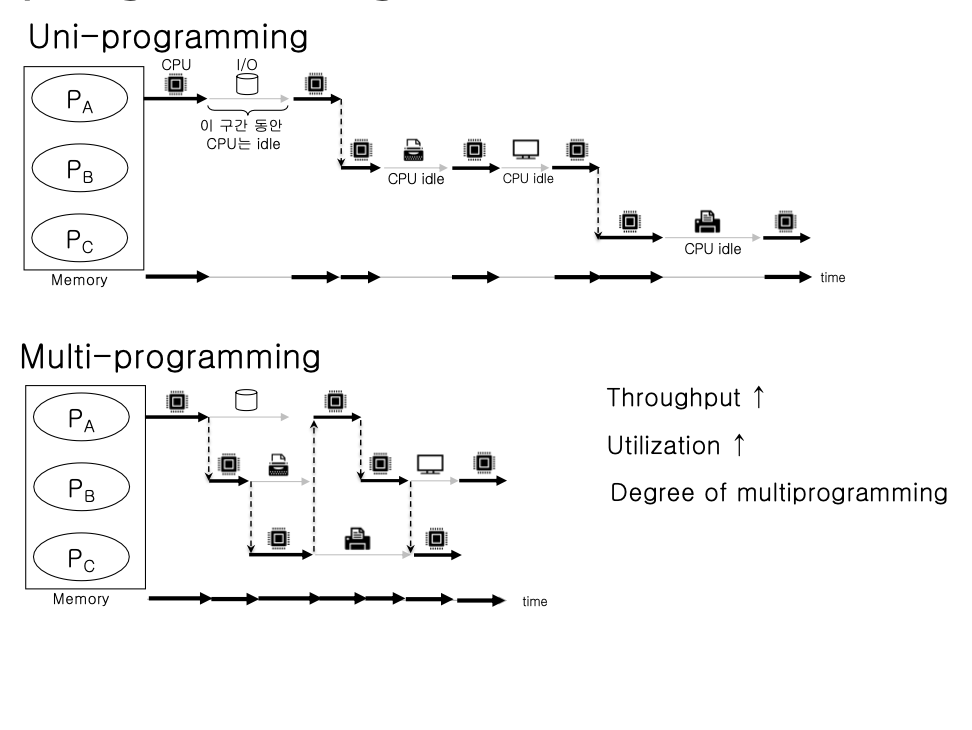 Uni-programming
CPU
I/O
P_A
이 구간 동안
CPU는 idle
P_B
CPU idle
CPU idle
P_C
CPU idle
Memory
time
Multi-programming
P_A
Throughput ↑
Utilization ↑
P_B
Degree of multiprogramming
P_C
Memory
time